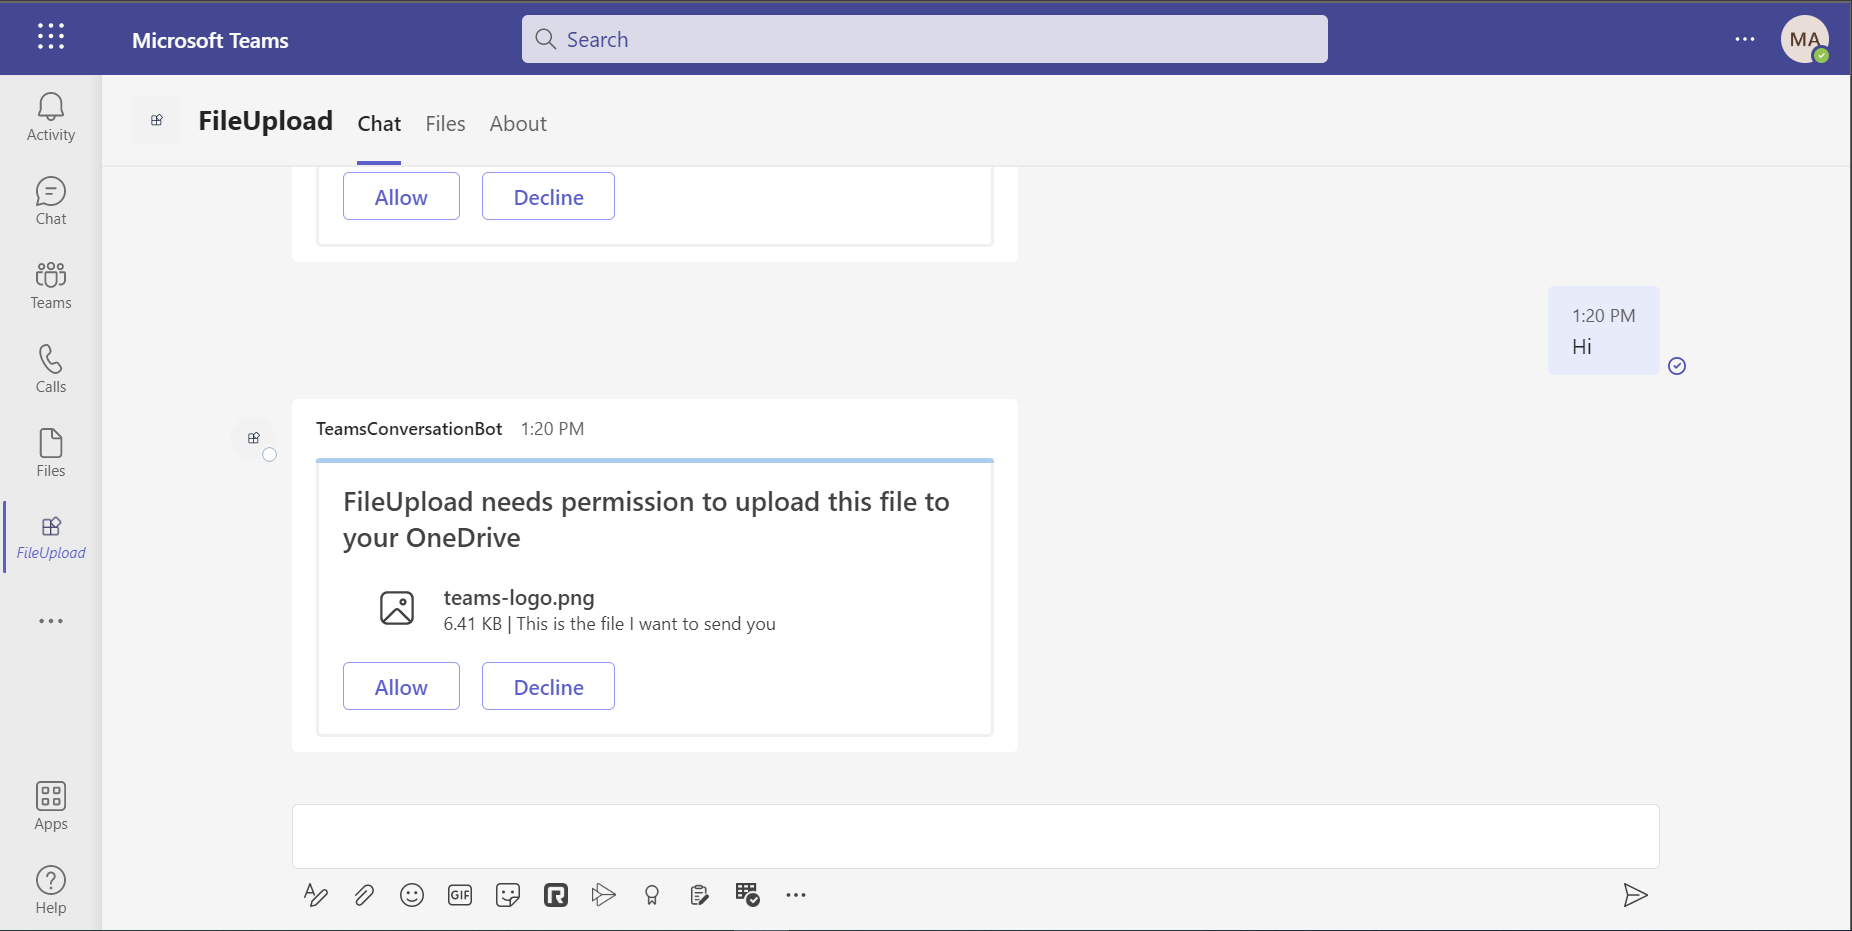 Microsoft Teams
Search
MA
Activity
Chat
Teams
Calls
Files
FileUpload
Apps
Help
FileUpload Chat Files About
Allow Decline
1:20 PM
Hi
TeamsConversationBot 1:20 PM
FileUpload needs permission to upload this file to
your OneDrive
teams-logo.png
6.41 KB | This is the file I want to send you
Allow Decline
GIF